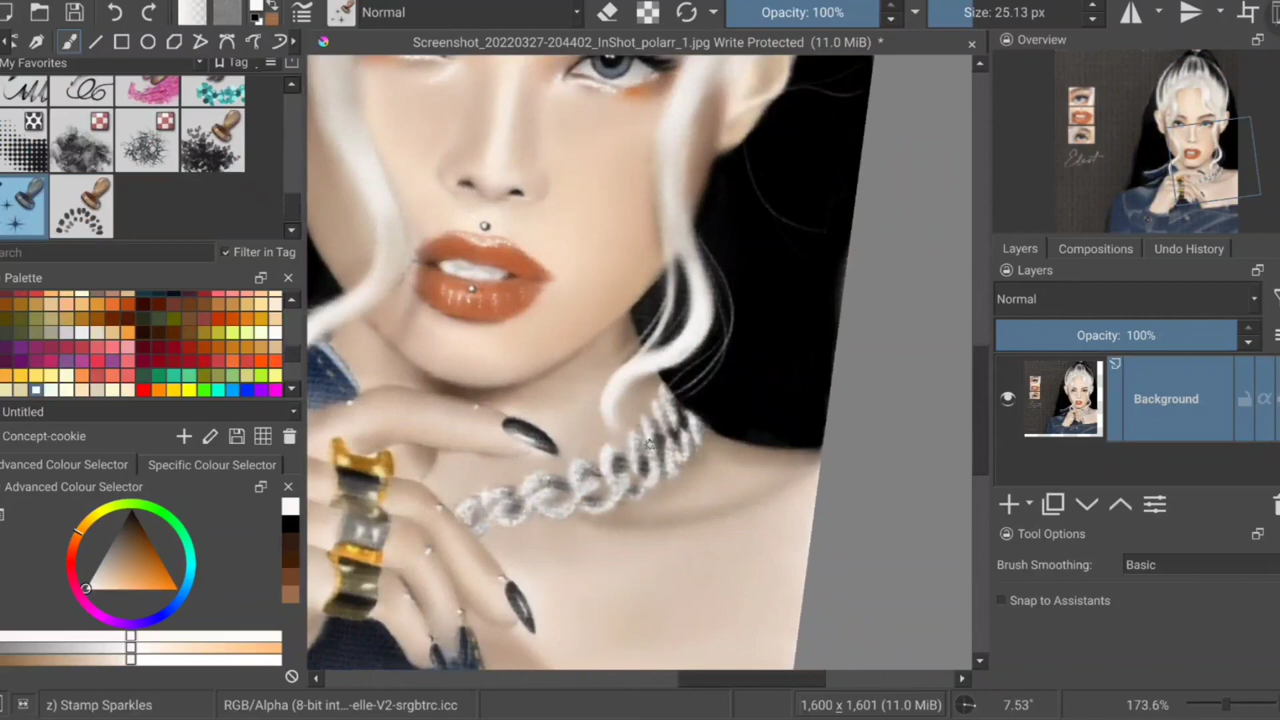 Normal
Opacity: 100%
Size: 25.13 px
My Favorites
Tag
Screenshot_20220327-204402_InShot_polarr_1.jpg Write Protected (11.0 MiB) *
Overview
arch
Filter in Tag
Elect
Palette
Layers
Compositions
Undo History
Layers
Normal
Opacity: 100%
Background
Untitled
Concept-cookie
dvanced Colour Selector
Specific Colour Selector
Advanced Colour Selector
Tool Options
Brush Smoothing:
Basic
Snap to Assistants
z) Stamp Sparkles
RGB/Alpha (8-bit int...-elle-V2-srgbtrc.icc
1,600 x 1,601 (11.0 MiB)
7.53°
173.6%